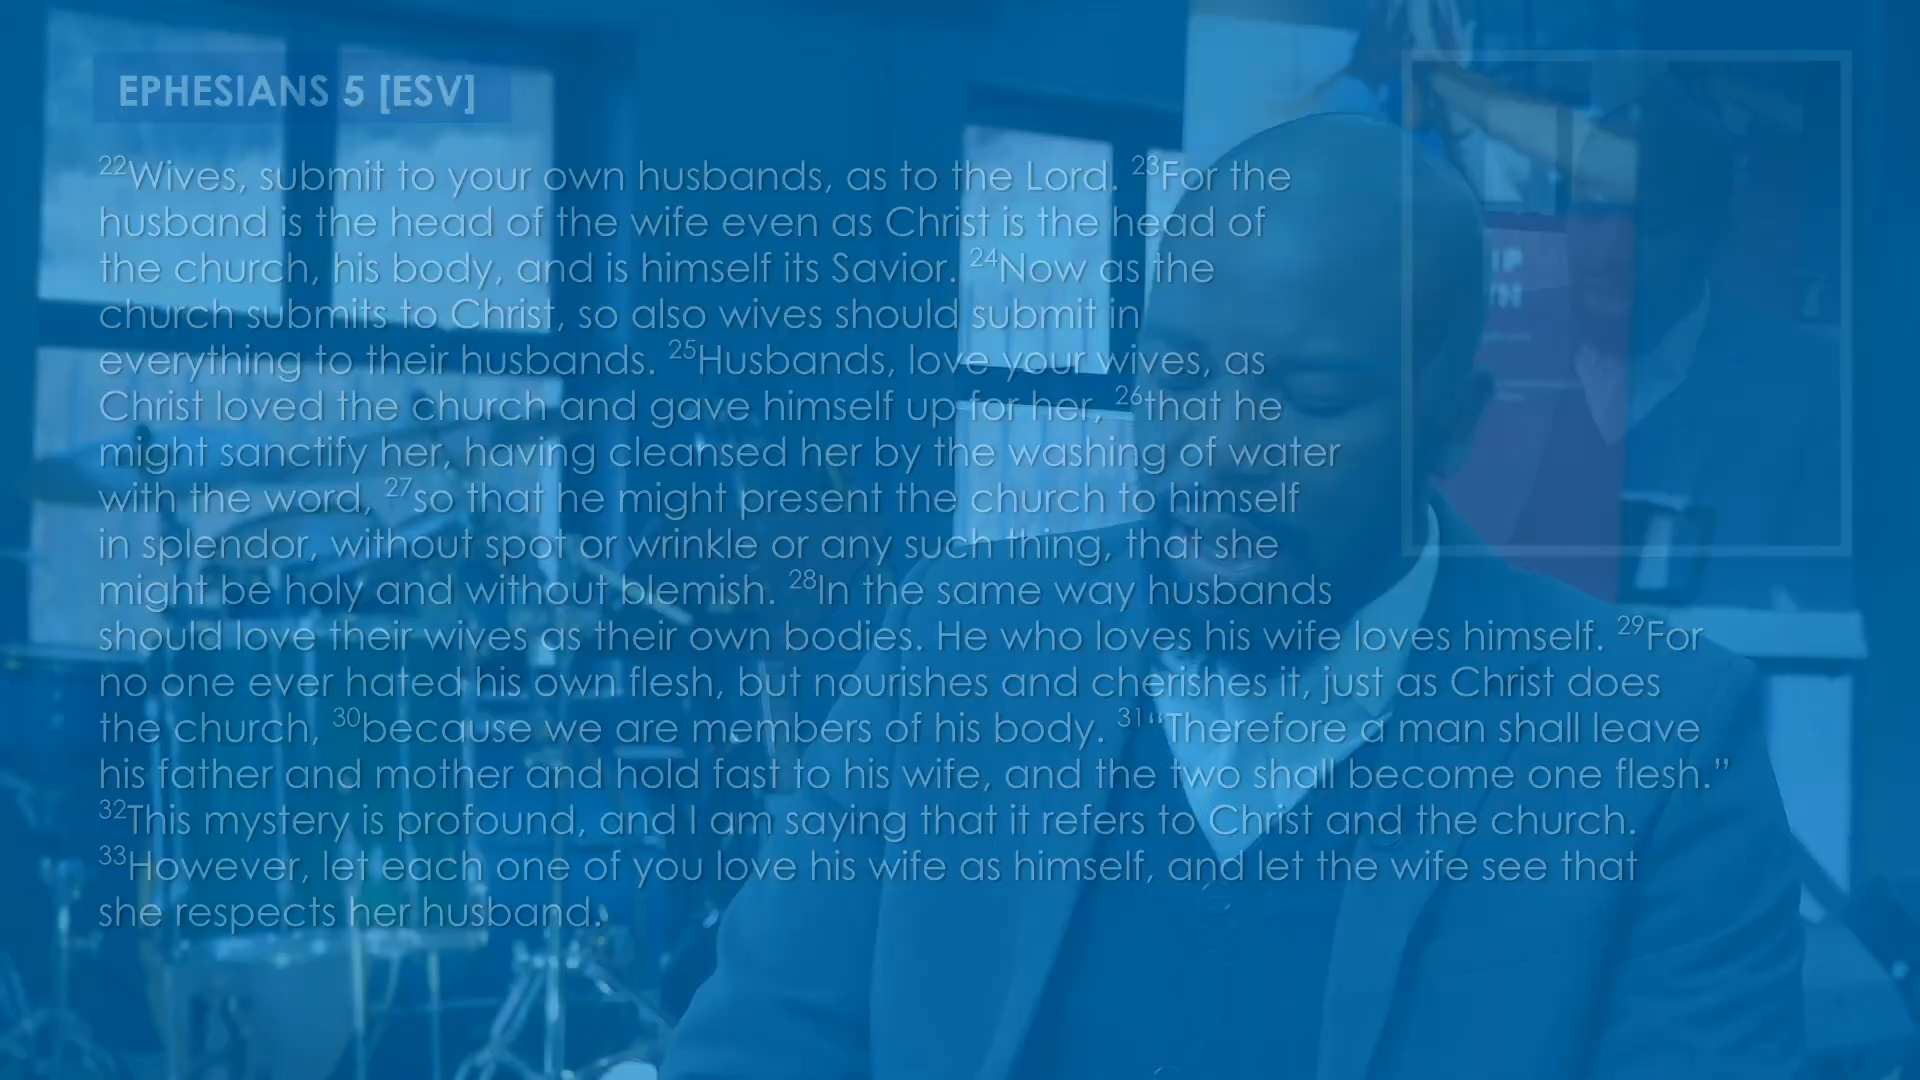 EPHESIANS 5 [ESV]
²²Wives, submit to your own husbands, as to the Lord. ²³For the
husband is the head of the wife even as Christ is the head of
the church, his body, and is himself its Savior. ²⁴Now as the
church submits to Christ, so also wives should submit in
everything to their husbands. ²⁵Husbands, love your wives, as
Christ loved the church and gave himself up for her, ²⁶that he
might sanctify her, having cleansed her by the washing of water
with the word, ²⁷so that he might present the church to himself
in splendor, without spot or wrinkle or any such thing, that she
might be holy and without blemish. ²⁸In the same way husbands
should love their wives as their own bodies. He who loves his wife loves himself. ²⁹For
no one ever hated his own flesh, but nourishes and cherishes it, just as Christ does
the church, ³⁰because we are members of his body. ³¹“Therefore a man shall leave
his father and mother and hold fast to his wife, and the two shall become one flesh.”
³²This mystery is profound, and I am saying that it refers to Christ and the church.
³³However, let each one of you love his wife as himself, and let the wife see that
she respects her husband.